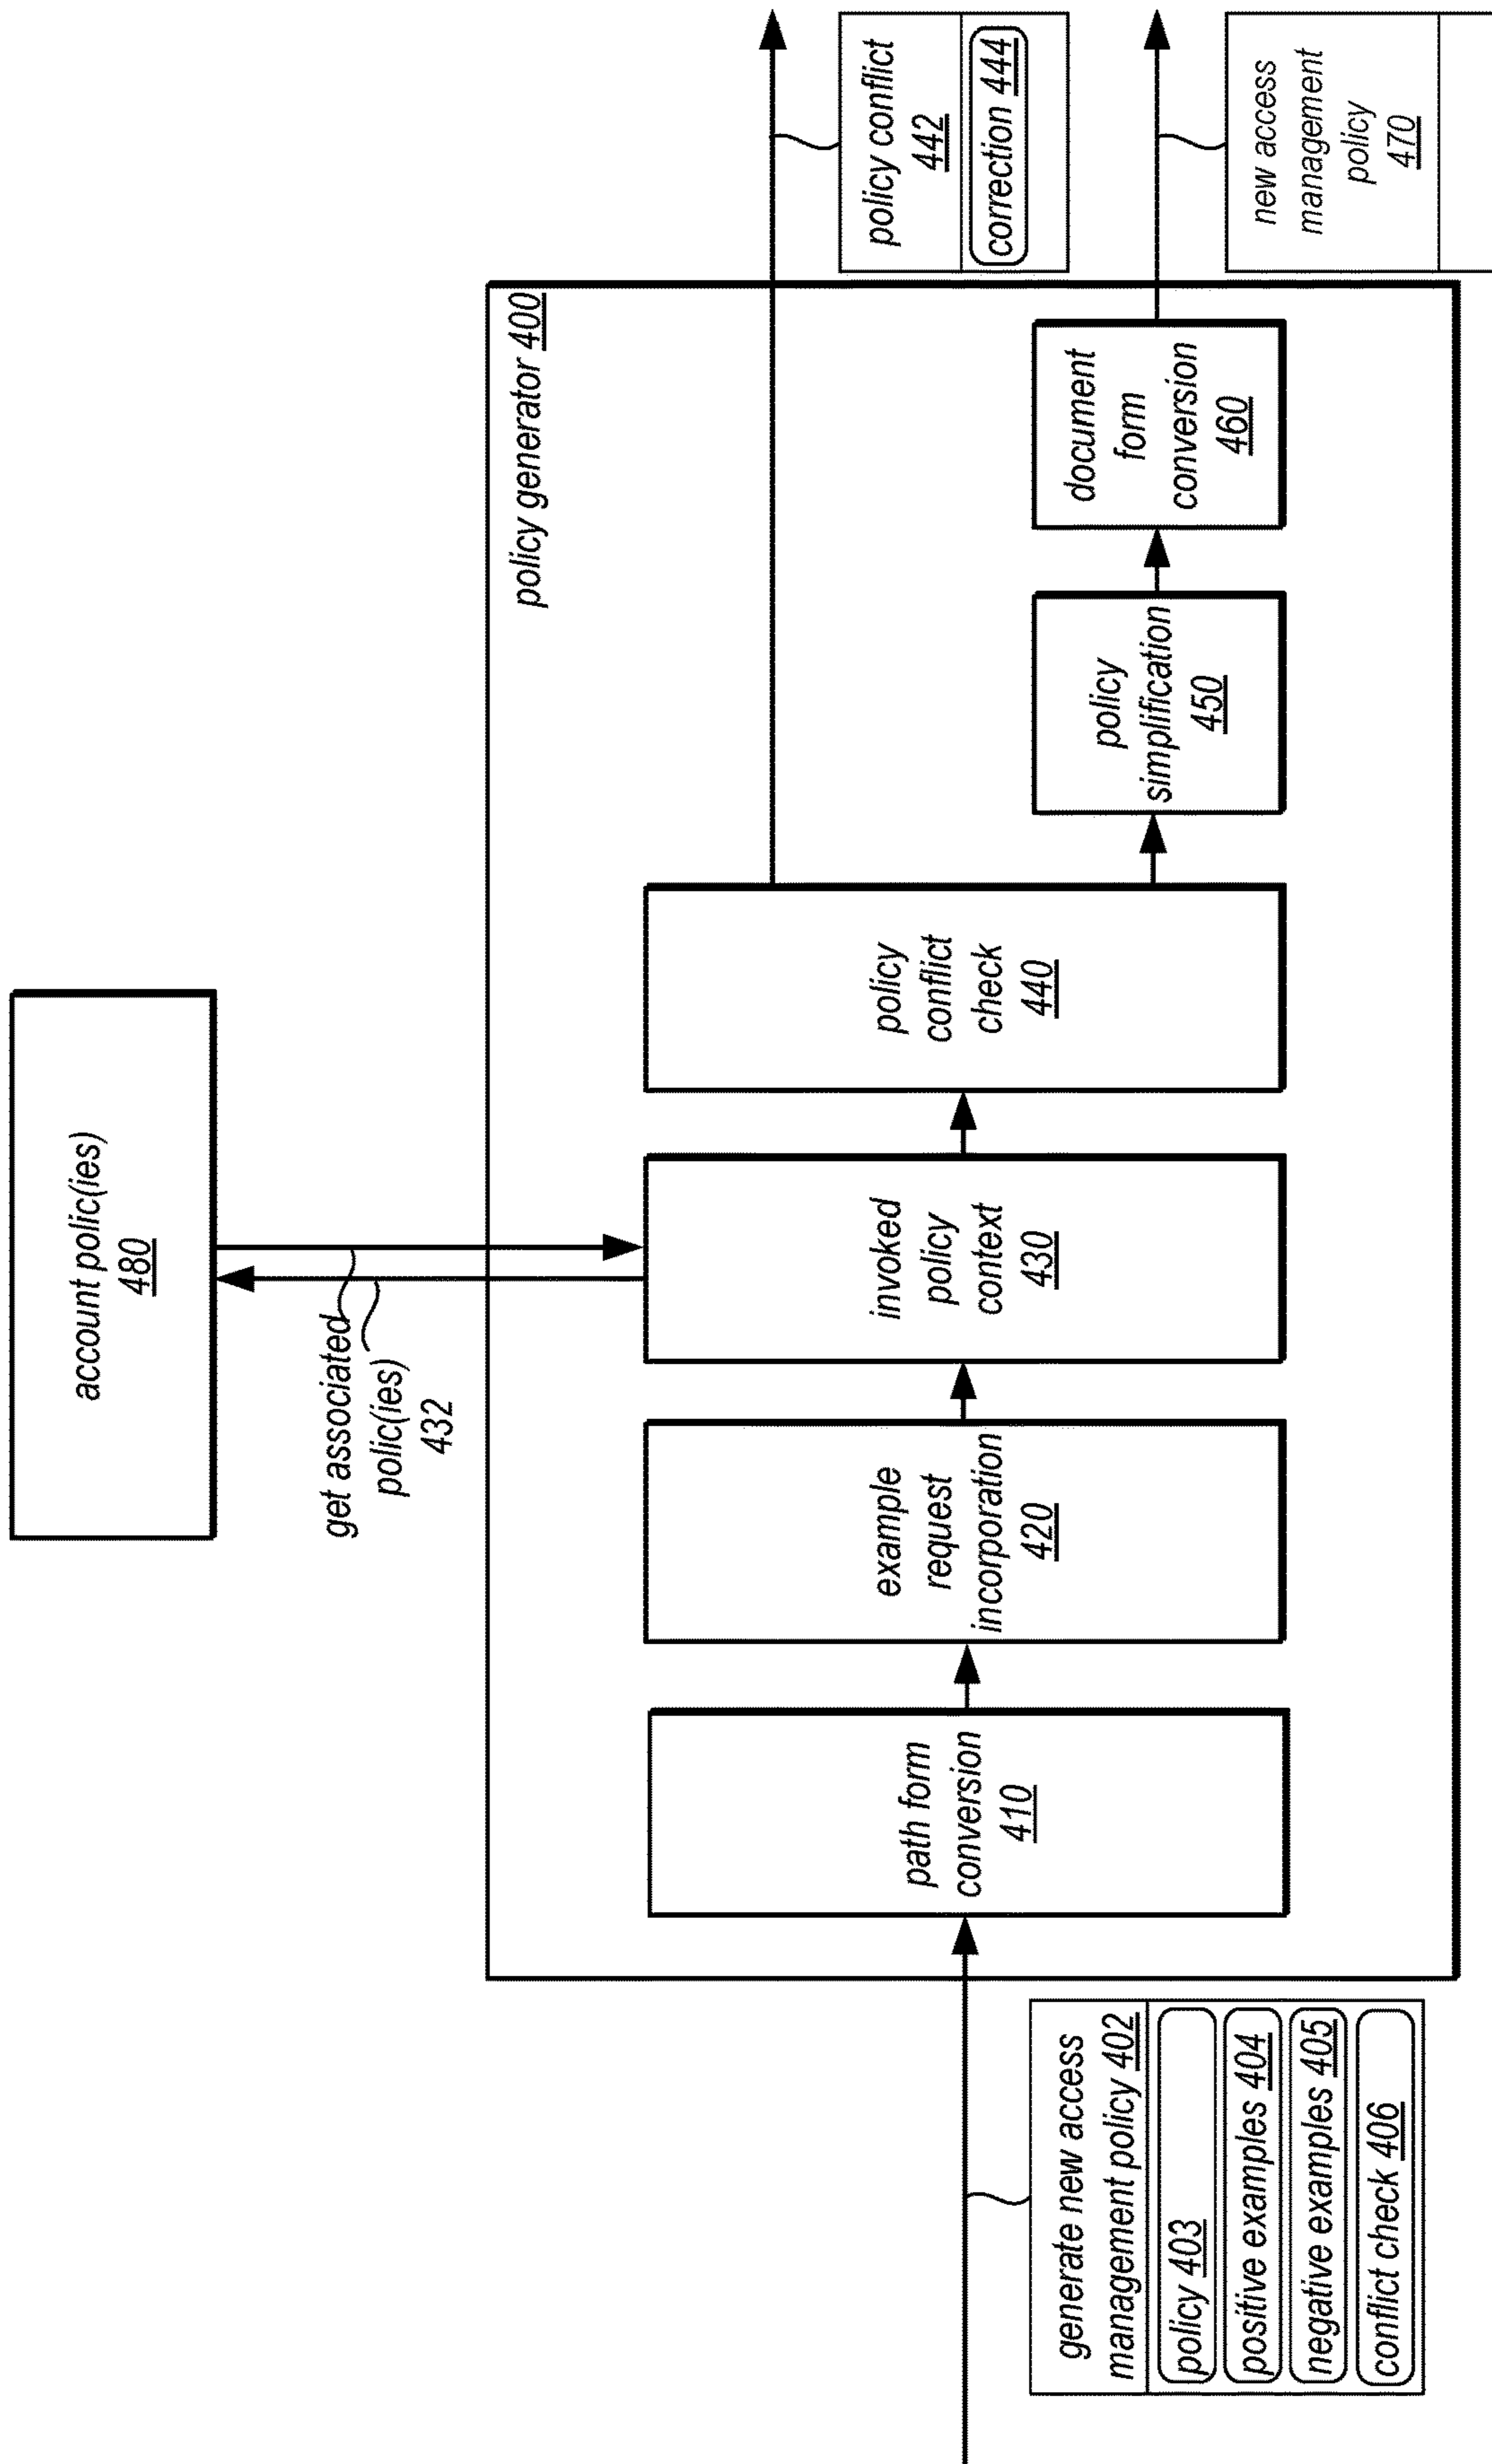 account polic(ies)
480
get associated
polic(ies)
432
policy generator 400
generate new access
management policy 402
policy 403
positive examples 404
negative examples 405
conflict check 406
path form
conversion
410
example
request
incorporation
420
invoked
policy
context
430
policy
conflict
check
440
policy
simplification
450
document
form
conversion
460
policy conflict
442
correction 444
new access
management
policy
470